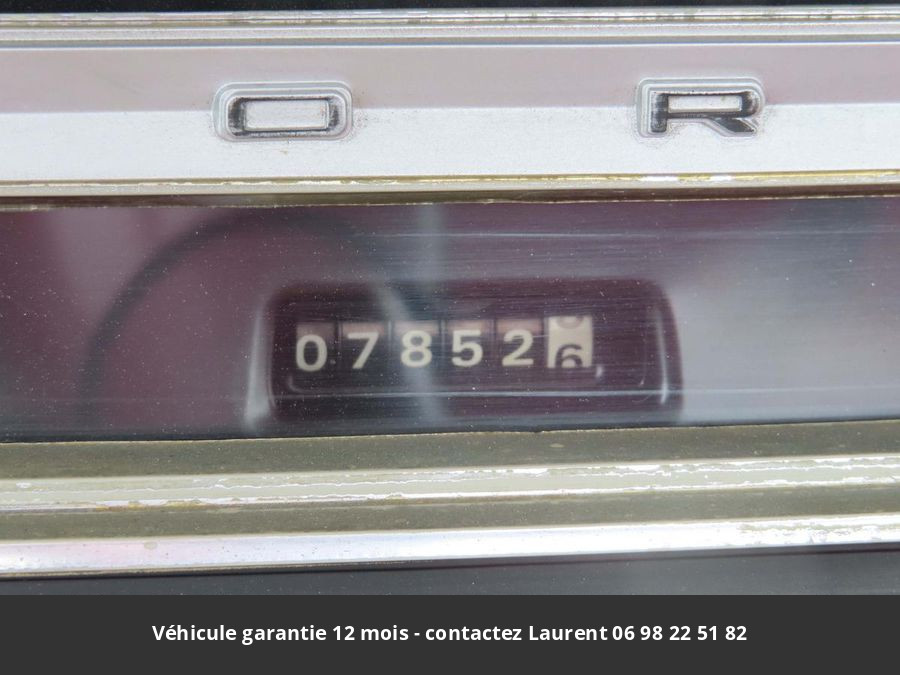 O R
07852
Véhicule garantie 12 mois - contactez Laurent 06 98 22 51 82